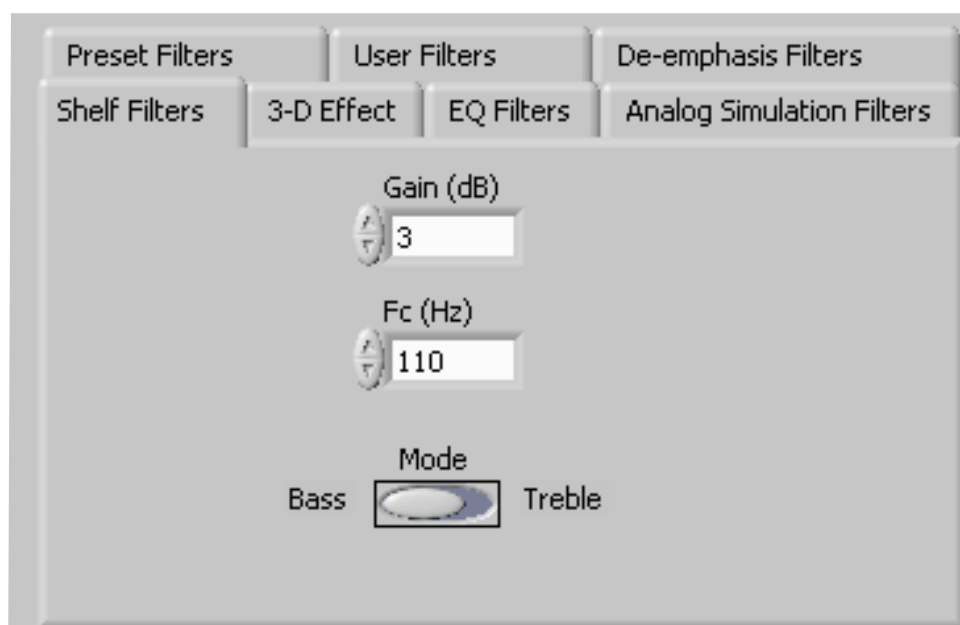 Preset Filters User Filters De-emphasis Filters
Shelf Filters 3-D Effect EQ Filters Analog Simulation Filters
Gain (dB)
3
Fc (Hz)
110
Mode
Bass Treble